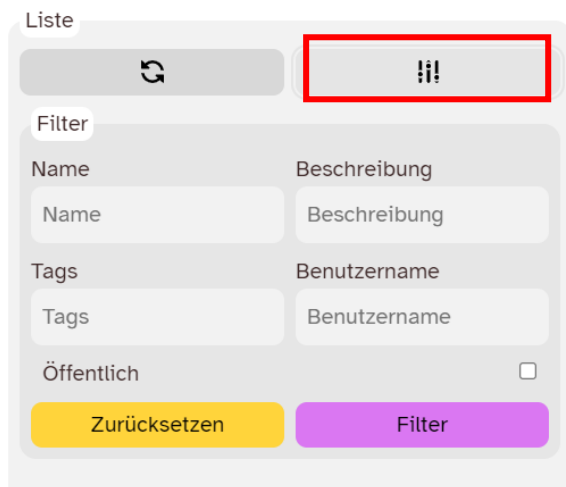 Liste
Filter
Name Beschreibung
Name Beschreibung
Tags Benutzername
Tags Benutzername
Öffentlich
Zurücksetzen Filter